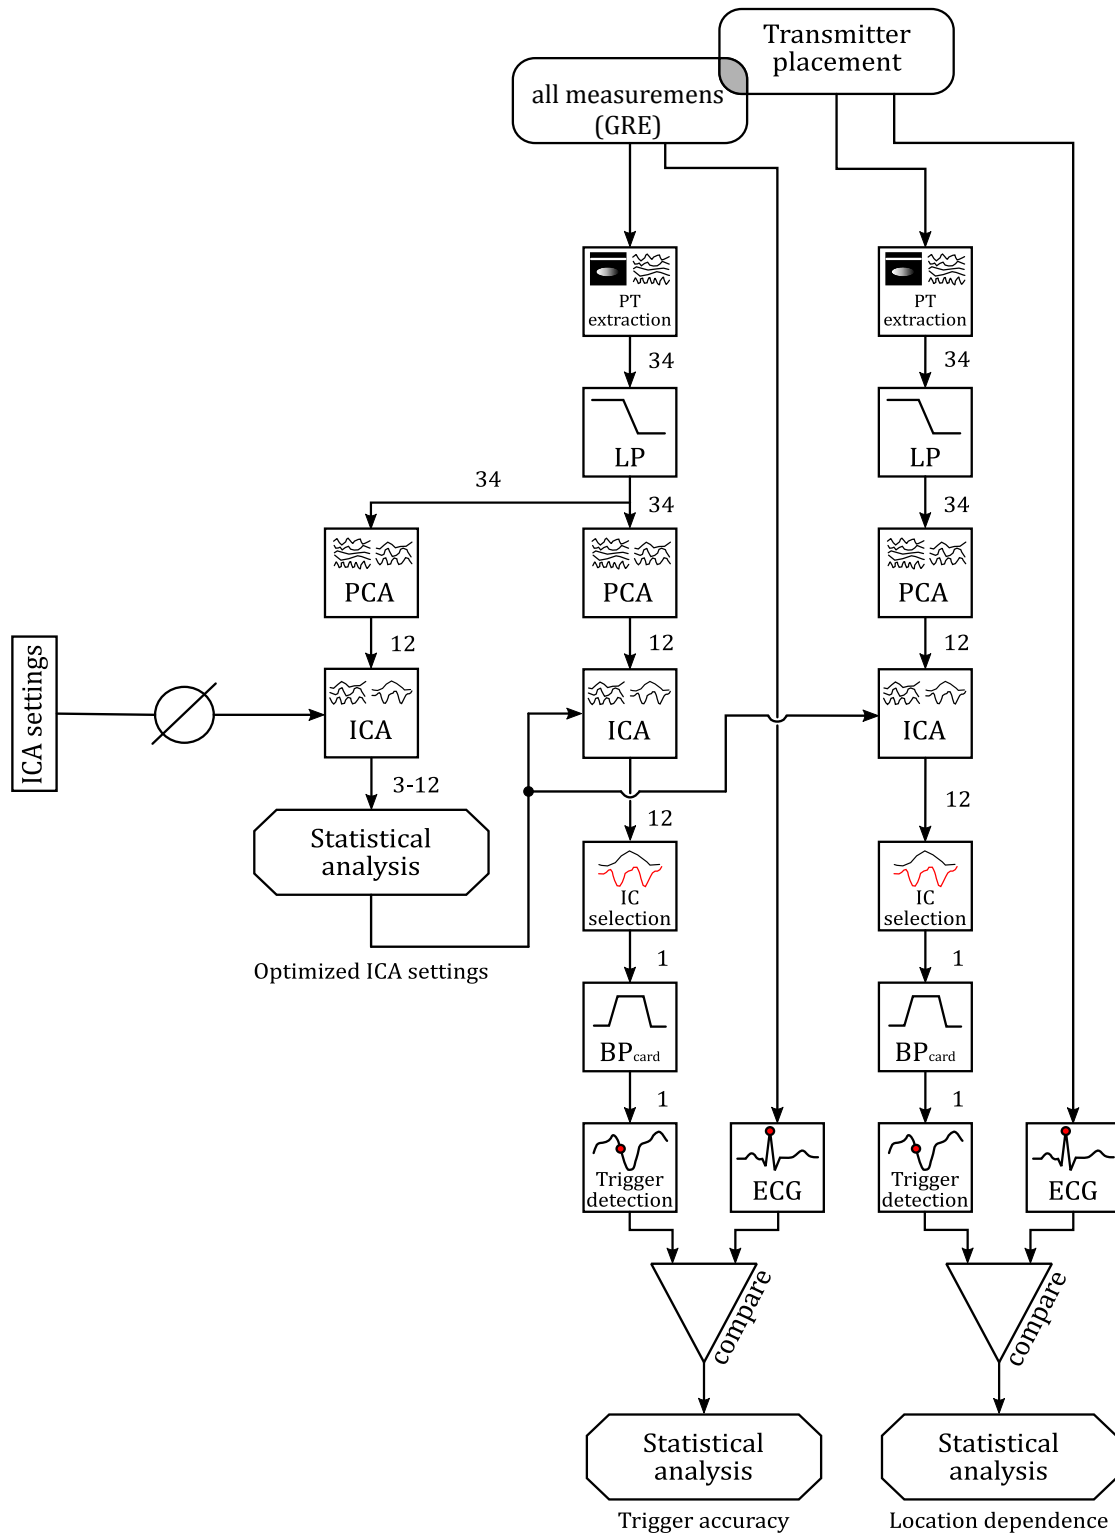 Transmitter
placement
all measuremens
(GRE)
PT
extraction
PT
extraction
34
34
LP
LP
34
34
34
PCA
PCA
PCA
12
12
12
ICA settings
ICA
ICA
ICA
3-12
12
12
Statistical
analysis
IC
selection
IC
selection
Optimized ICA settings
1
1
BPcard
BPcard
1
1
Trigger
detection
ECG
Trigger
detection
ECG
compare
compare
Statistical
analysis
Statistical
analysis
Trigger accuracy
Location dependence